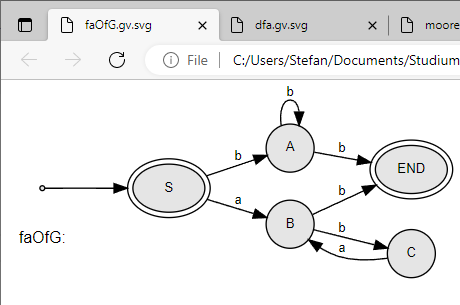 faOfG.gv.svg dfa.gv.svg moore
File C:/Users/Stefan/Documents/Studium
b
b A b END
S b
a B b
a C
faOfG: